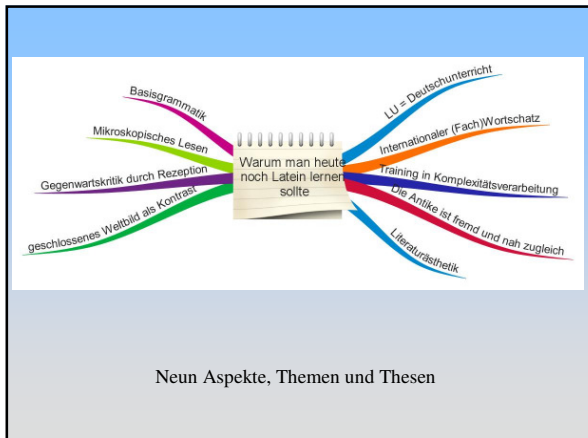 Basisgrammatik
Mikroskopisches Lesen
Gegenwartskritik durch Rezeption
geschlossenes Weltbild als Kontrast
Warum man heute
noch Latein lernen
sollte
LU = Deutschunterricht
Internationaler (Fach)Wortschatz
Training in Komplexitätsverarbeitung
Die Antike ist fremd und nah zugleich
Literaturästhetik
Neun Aspekte, Themen und Thesen